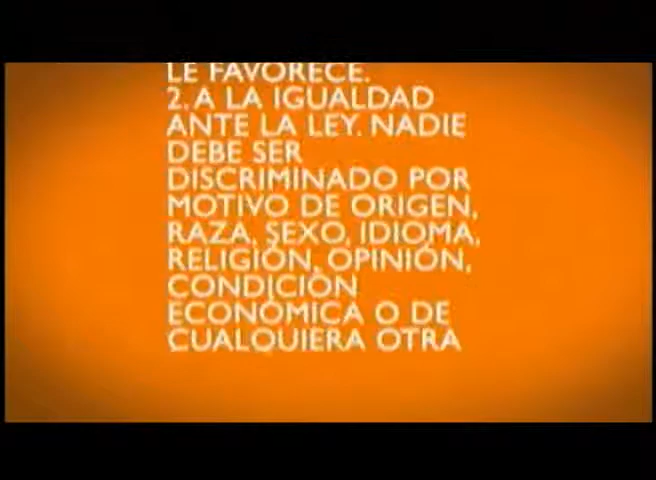 LE FAVORECE.
2. A LA IGUALDAD
ANTE LA LEY. NADIE
DEBE SER
DISCRIMINADO POR
MOTIVO DE ORIGEN,
RAZA, SEXO, IDIOMA,
RELIGIÓN, OPINIÓN,
CONDICIÓN
ECONÓMICA O DE
CUALQUIERA OTRA